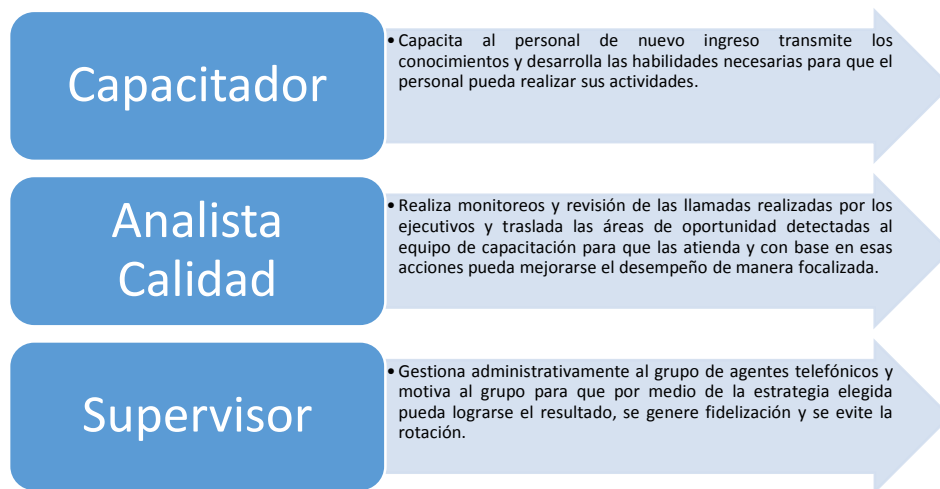 Capacitador
• Capacita al personal de nuevo ingreso transmite los
conocimientos y desarrolla las habilidades necesarias para que el
personal pueda realizar sus actividades.
Analista
Calidad
• Realiza monitoreos y revisión de las llamadas realizadas por los
ejecutivos y traslada las áreas de oportunidad detectadas al
equipo de capacitación para que las atienda y con base en esas
acciones pueda mejorarse el desempeño de manera focalizada.
Supervisor
• Gestiona administrativamente al grupo de agentes telefónicos y
motiva al grupo para que por medio de la estrategia elegida
pueda lograrse el resultado, se genere fidelización y se evite la
rotación.